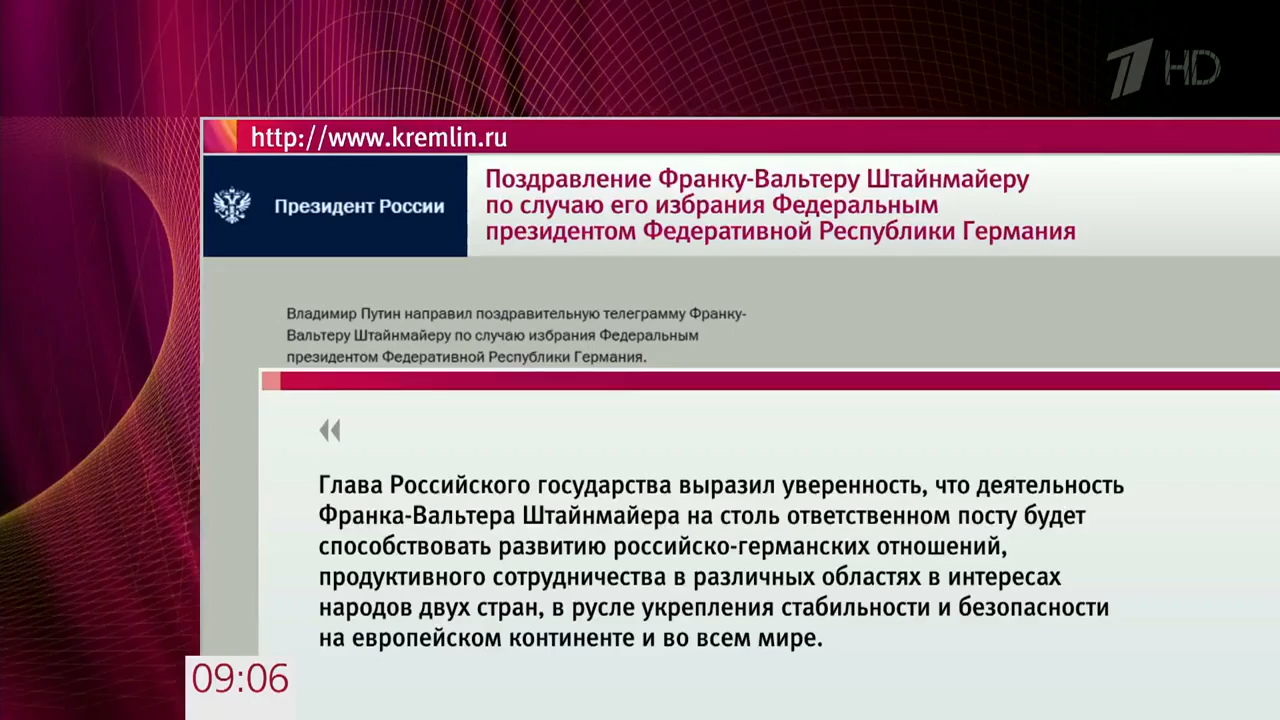 1 HD
http://www.kremlin.ru
Президент России
Поздравление Франку-Вальтеру Штайнмайеру
по случаю его избрания Федеральным
президентом Федеративной Республики Германия
Владимир Путин направил поздравительную телеграмму Франку-
Вальтеру Штайнмайеру по случаю избрания Федеральным
президентом Федеративной Республики Германия.
«
Глава Российского государства выразил уверенность, что деятельность
Франка-Вальтера Штайнмайера на столь ответственном посту будет
способствовать развитию российско-германских отношений,
продуктивного сотрудничества в различных областях в интересах
народов двух стран, в русле укрепления стабильности и безопасности
на европейском континенте и во всем мире.
09:06